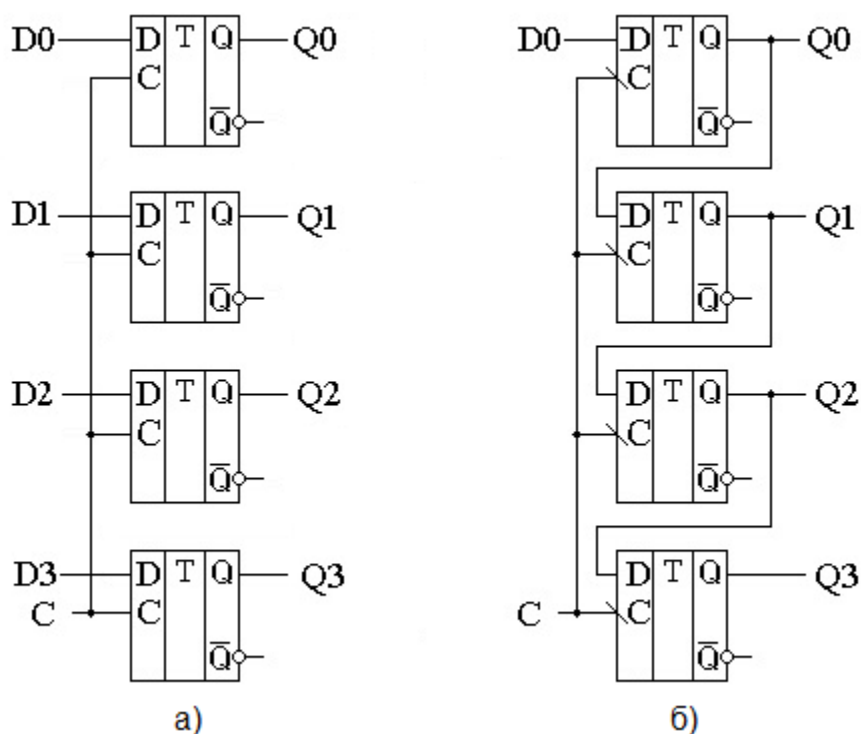 D0 D T Q Q0
C
Q̅
D1 D T Q Q1
C
Q̅
D2 D T Q Q2
C
Q̅
D3 D T Q Q3
C C
Q̅
а)
D0 D T Q Q0
C
Q̅
D T Q Q1
C
Q̅
D T Q Q2
C
Q̅
D T Q Q3
C C
Q̅
б)